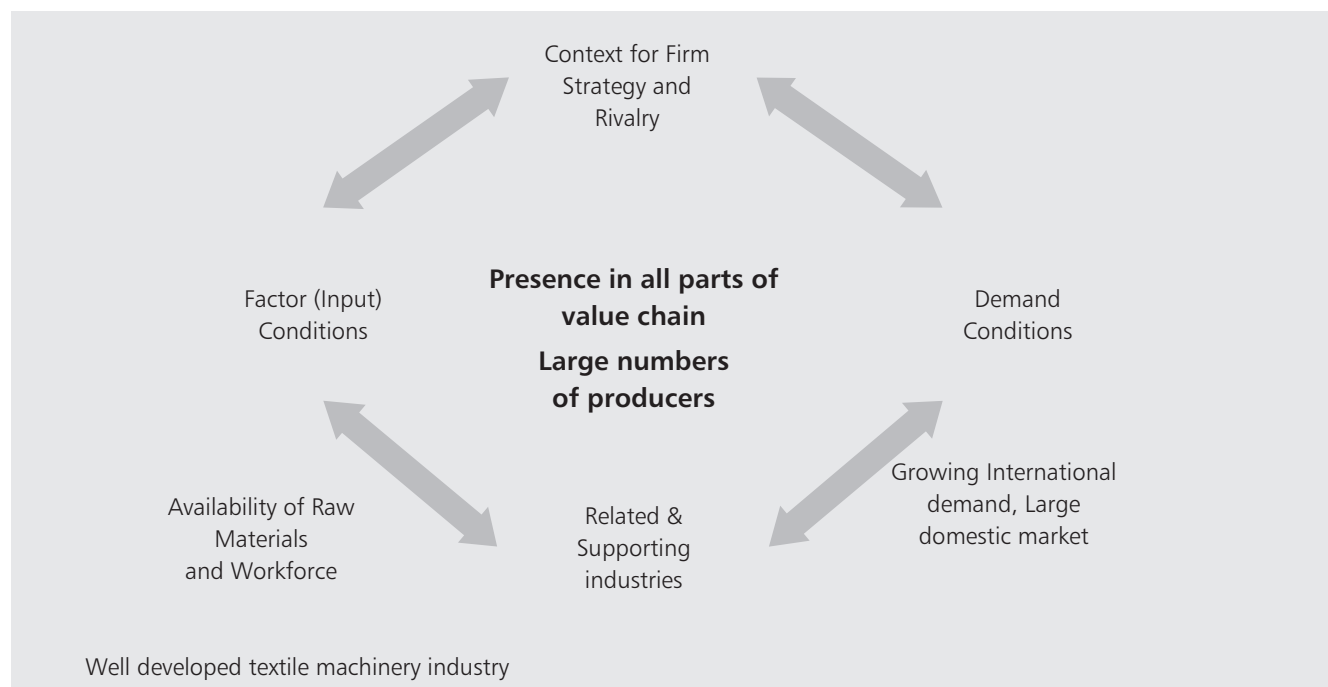 Context for Firm
Strategy and
Rivalry
Factor (Input)
Conditions
Presence in all parts of
value chain
Large numbers
of producers
Demand
Conditions
Availability of Raw
Materials
and Workforce
Related &
Supporting
industries
Growing International
demand, Large
domestic market
Well developed textile machinery industry